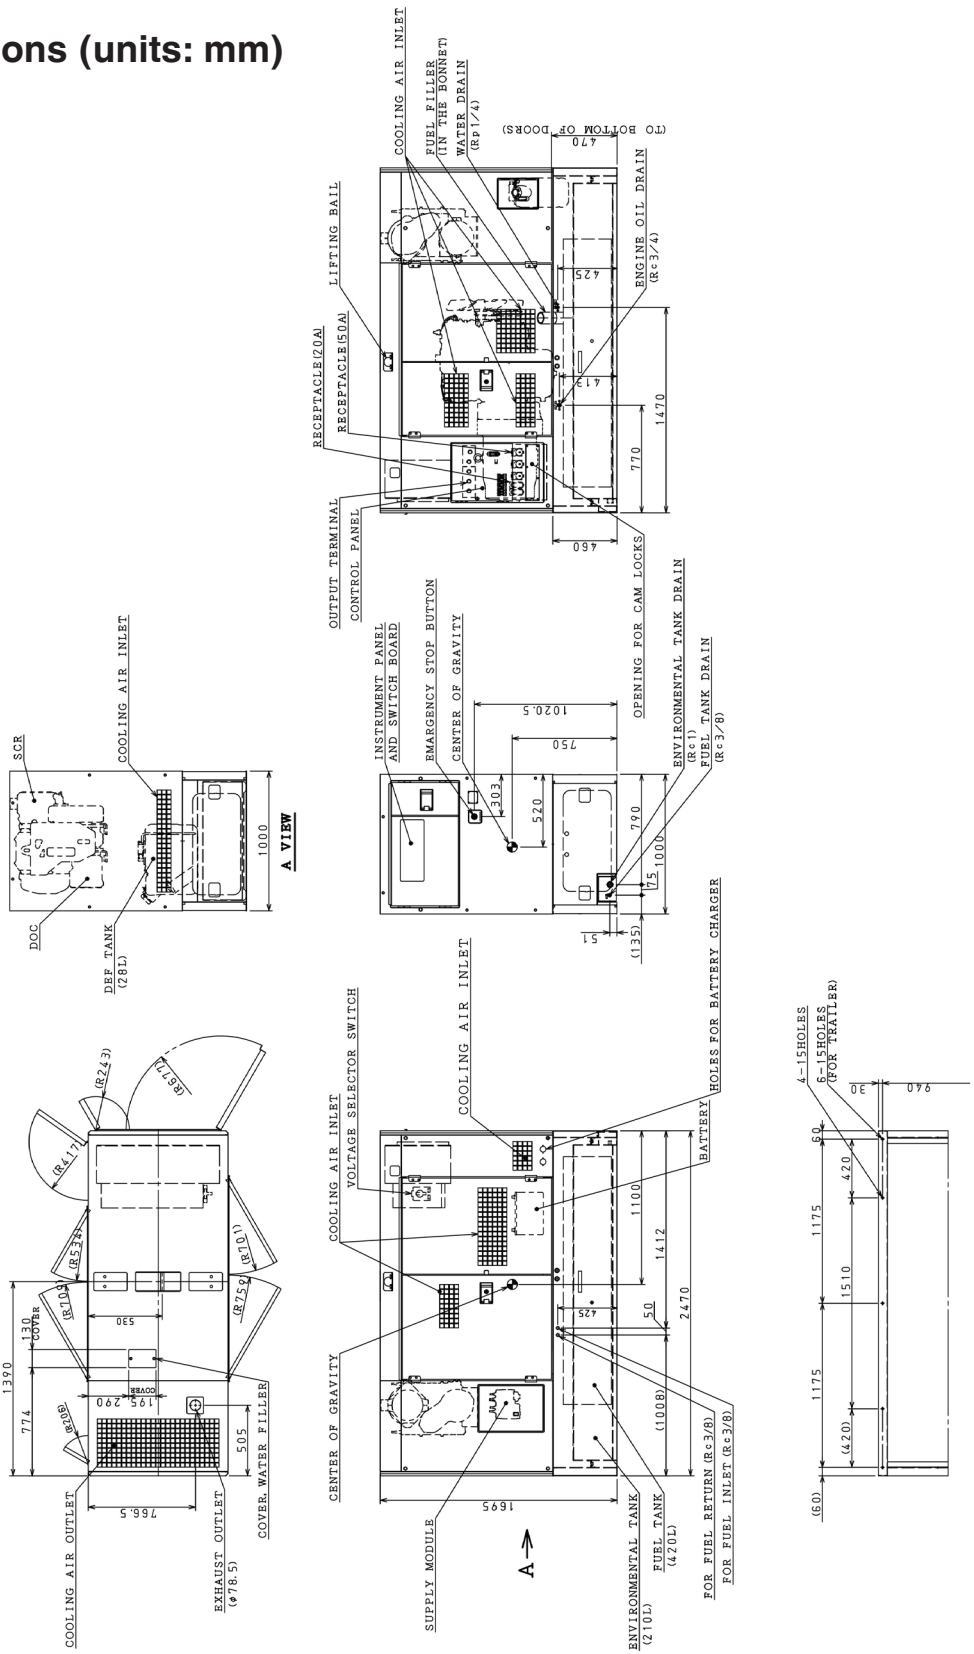 ons (units: mm)
COOLING AIR INLET
FUEL FILLER
(IN THE BONNET)
WATER DRAIN
(Rp1/4)
(TO BOTTOM OF DOORS)
470
LIFTING BAIL
RECEPTACLE(20A)
RECEPTACLE(50A)
OUTPUT TERMINAL
CONTROL PANEL
ENGINE OIL DRAIN
(Rc3/4)
425
413
1470
770
460
OPENING FOR CAM LOCKS
SCR
COOLING AIR INLET
DOC
DEF TANK
(28L)
1000
A VIEW
INSTRUMENT PANEL
AND SWITCH BOARD
EMARGENCY STOP BUTTON
CENTER OF GRAVITY
1020.5
750
303
520
790
1000
75
51
(135)
ENVIRONMENTAL TANK DRAIN
(Rc1)
FUEL TANK DRAIN
(Rc3/8)
(R243)
(R677)
(R417)
(R534)
(R701)
(R759)
(R206)
1390
130
COVER
774
530
195
COVER
290
505
766.5
COOLING AIR OUTLET
EXHAUST OUTLET
(φ78.5)
COVER,WATER FILLER
COOLING AIR INLET
VOLTAGE SELECTOR SWITCH
COOLING AIR INLET
HOLES FOR BATTERY CHARGER
BATTERY
CENTER OF GRAVITY
1100
1412
2470
50
425
(1008)
1695
SUPPLY MODULE
A
ENVIRONMENTAL TANK
(210L)
FUEL TANK
(420L)
FOR FUEL RETURN(Rc3/8)
FOR FUEL INLET(Rc3/8)
4-15HOLES
6-15HOLES
(FOR TRAILER)
30
940
60
420
1175
1510
1175
(420)
(60)